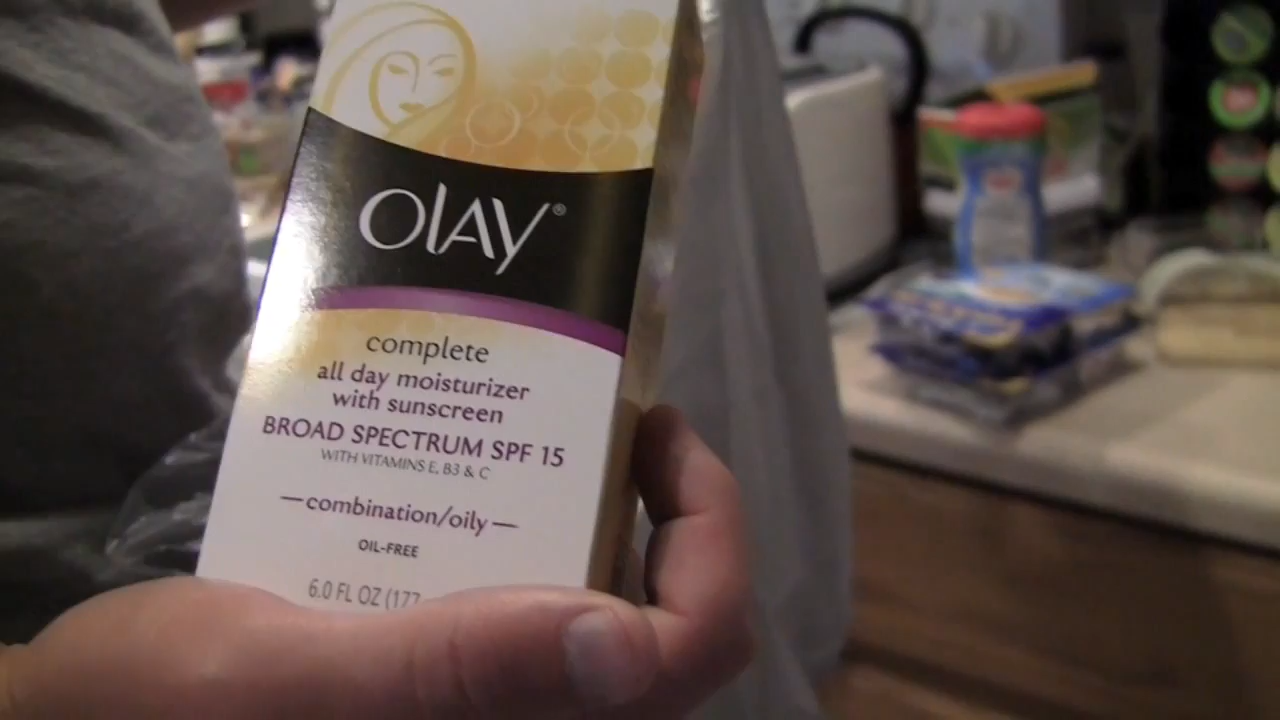 OLAY®
complete
all day moisturizer
with sunscreen
BROAD SPECTRUM SPF 15
WITH VITAMINS E, B3 & C
—combination/oily—
OIL-FREE
6.0 FL OZ (177